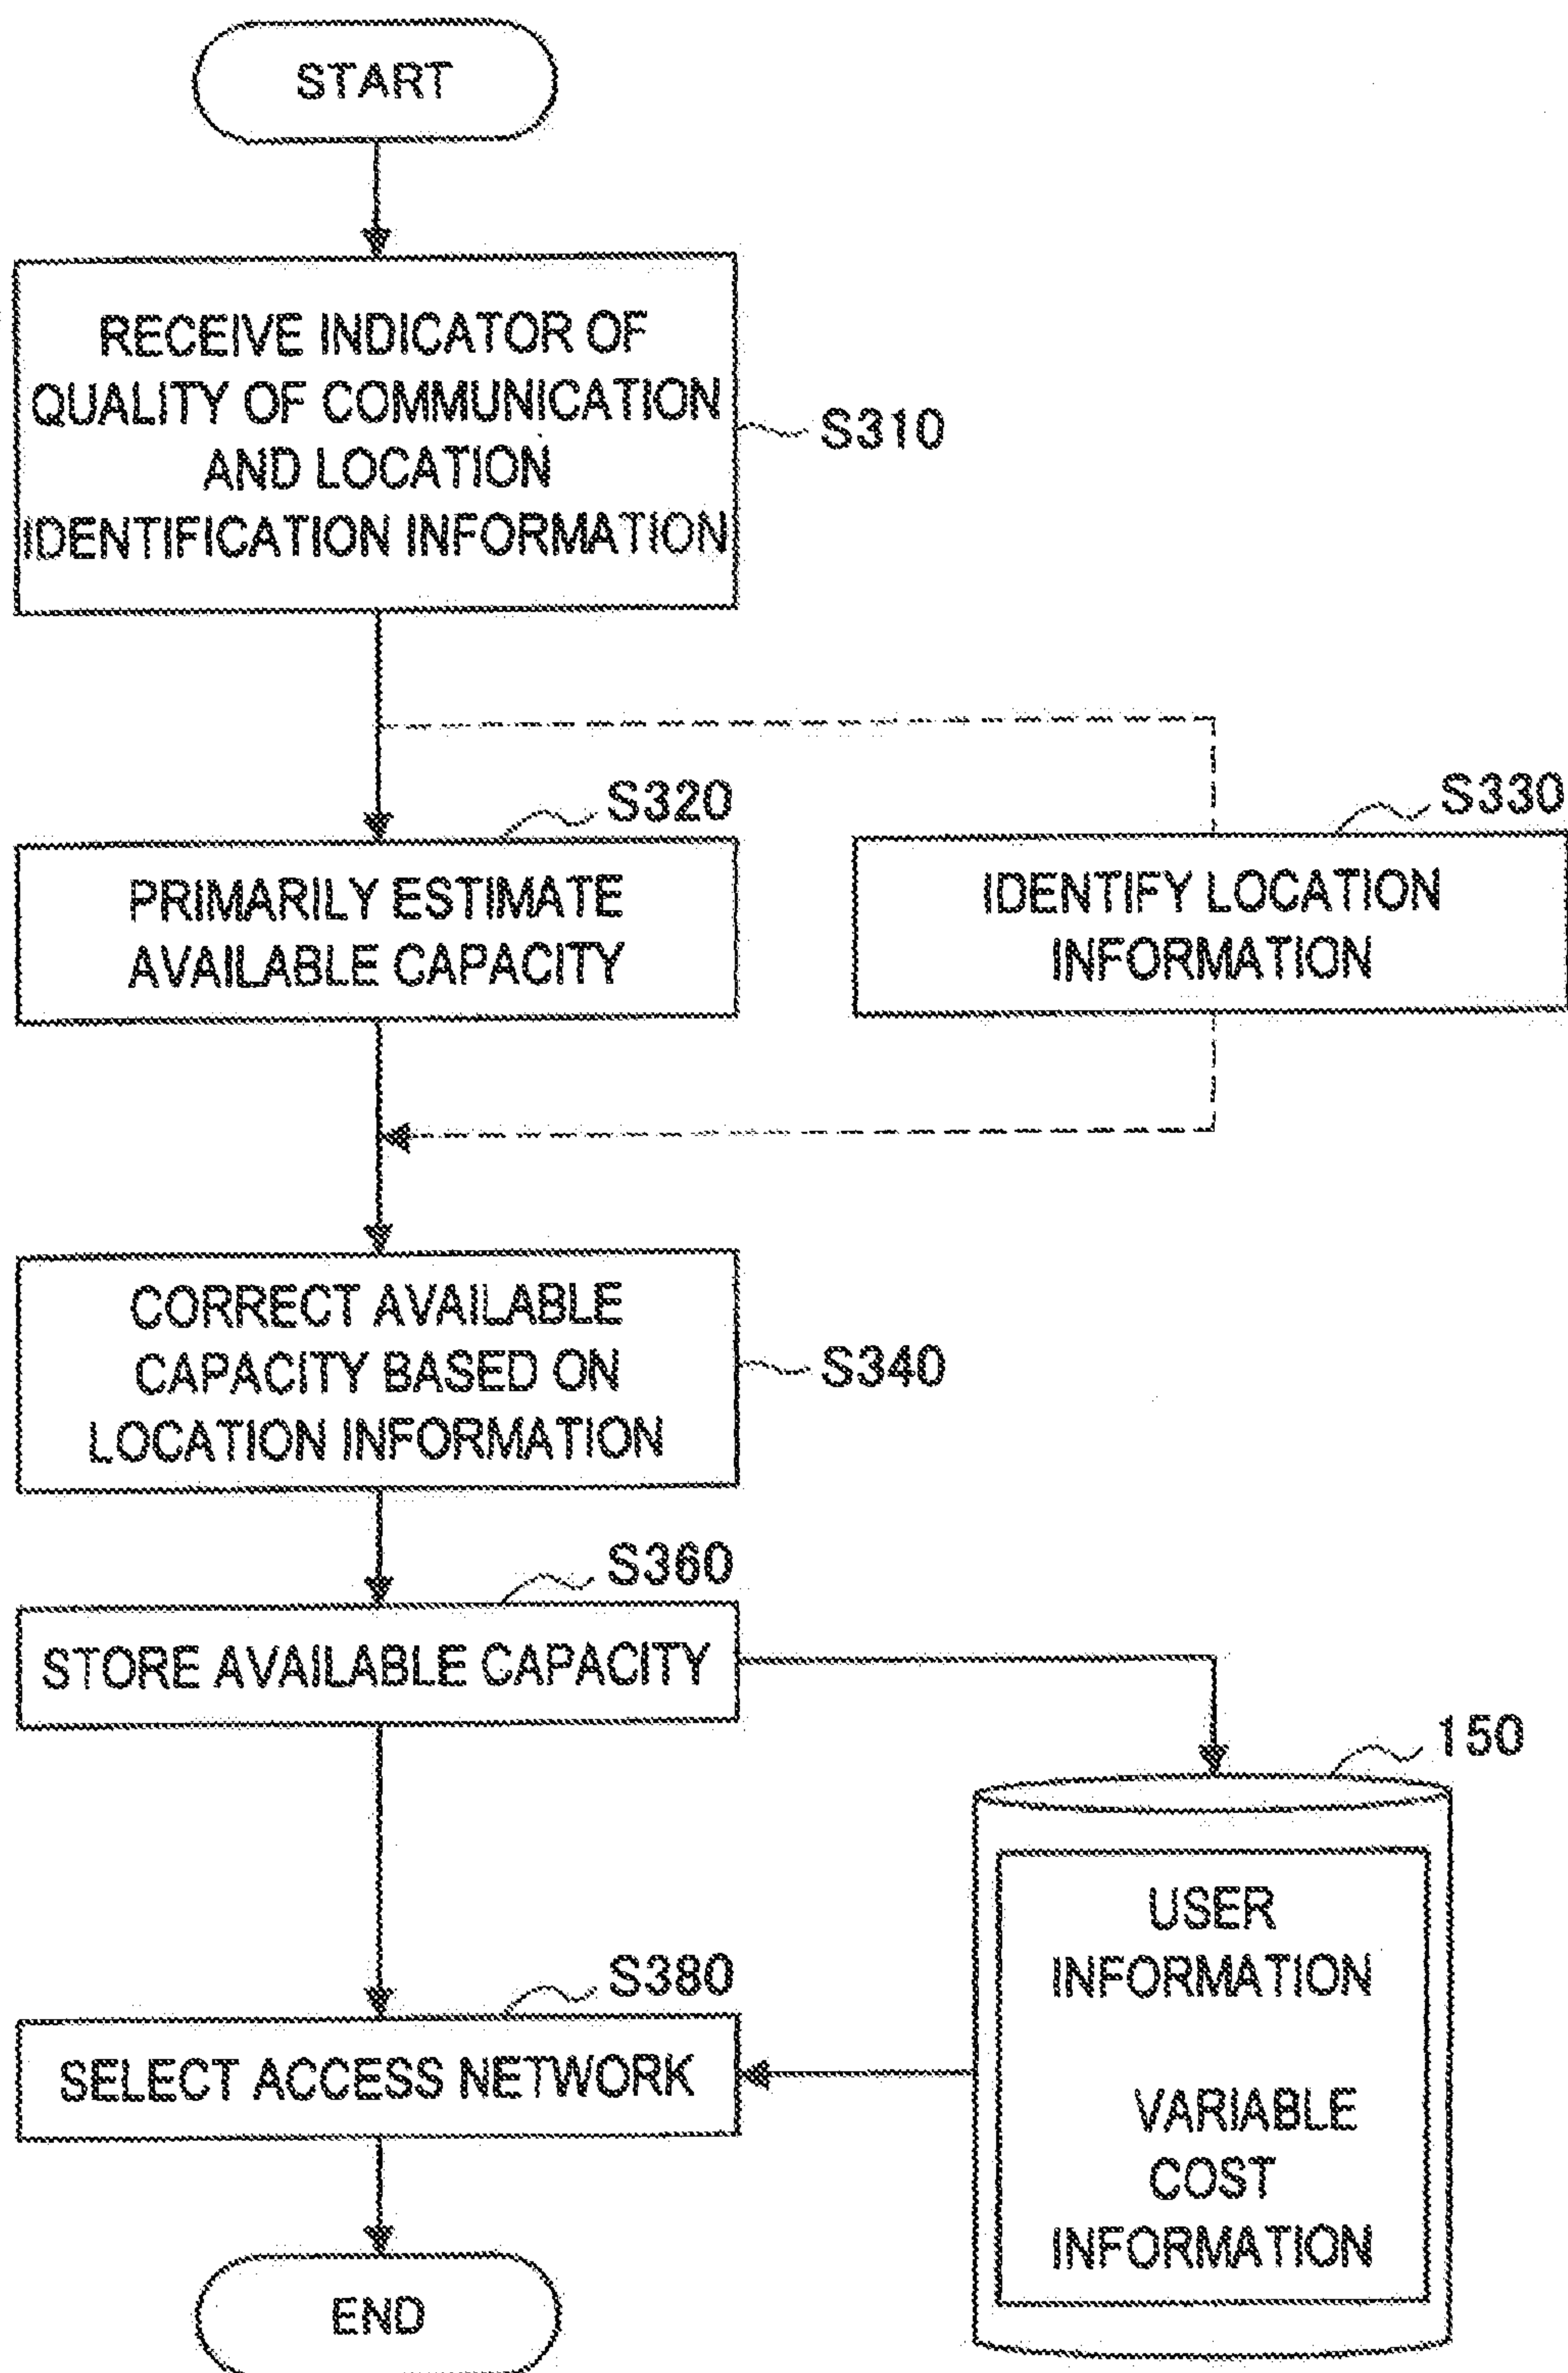 START
RECEIVE INDICATOR OF
QUALITY OF COMMUNICATION
AND LOCATION
IDENTIFICATION INFORMATION
S310
S320
PRIMARILY ESTIMATE
AVAILABLE CAPACITY
S330
IDENTIFY LOCATION
INFORMATION
CORRECT AVAILABLE
CAPACITY BASED ON
LOCATION INFORMATION
S340
S360
STORE AVAILABLE CAPACITY
150
USER
INFORMATION
VARIABLE
COST
INFORMATION
S380
SELECT ACCESS NETWORK
END